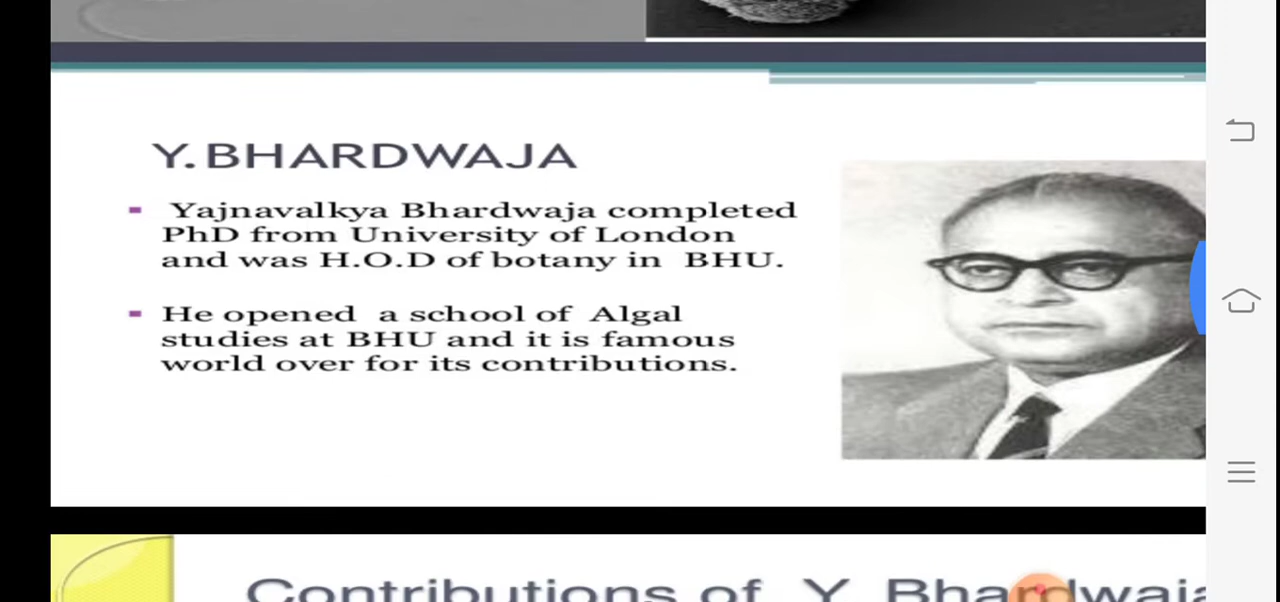 Y.BHARDWAJA
▪ Yajnavalkya Bhardwaja completed
PhD from University of London
and was H.O.D of botany in BHU.
▪ He opened a school of Algal
studies at BHU and it is famous
world over for its contributions.
Contributions of Y Bhardwaja